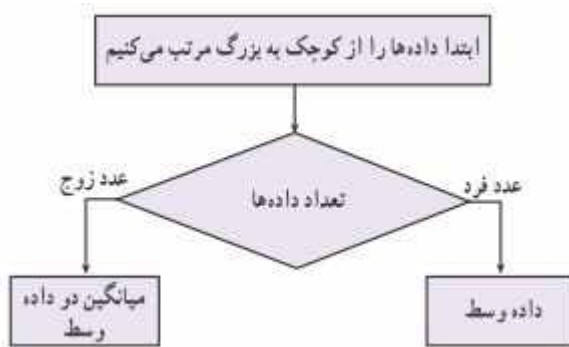 ابتدا داده‌ها را از کوچک به بزرگ مرتب می‌کنیم
عدد زوج
عدد فرد
تعداد داده‌ها
میانگین دو داده
وسط
داده وسط